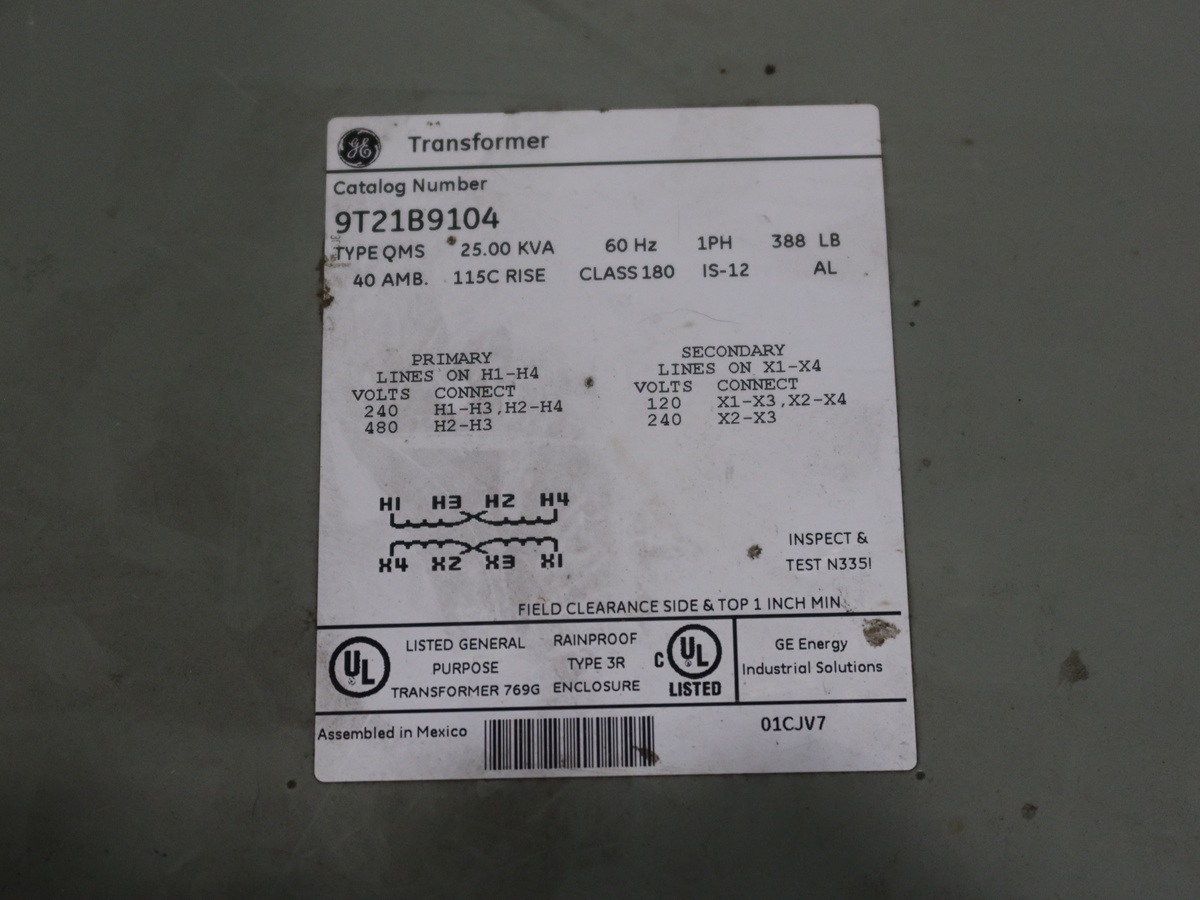 GE Transformer
Catalog Number
9T21B9104
TYPE QMS 25.00 KVA 60 Hz 1PH 388 LB
40 AMB. 115C RISE CLASS 180 IS-12 AL
PRIMARY
LINES ON H1-H4
VOLTS CONNECT
240 H1-H3,H2-H4
480 H2-H3
SECONDARY
LINES ON X1-X4
VOLTS CONNECT
120 X1-X3,X2-X4
240 X2-X3
H1 H3 H2 H4
X4 X2 X3 X1
INSPECT &
TEST N335!
FIELD CLEARANCE SIDE & TOP 1 INCH MIN.
UL
LISTED GENERAL
PURPOSE
TRANSFORMER 769G
RAINPROOF
TYPE 3R
ENCLOSURE
C UL
LISTED
GE Energy
Industrial Solutions
Assembled in Mexico
01CJV7